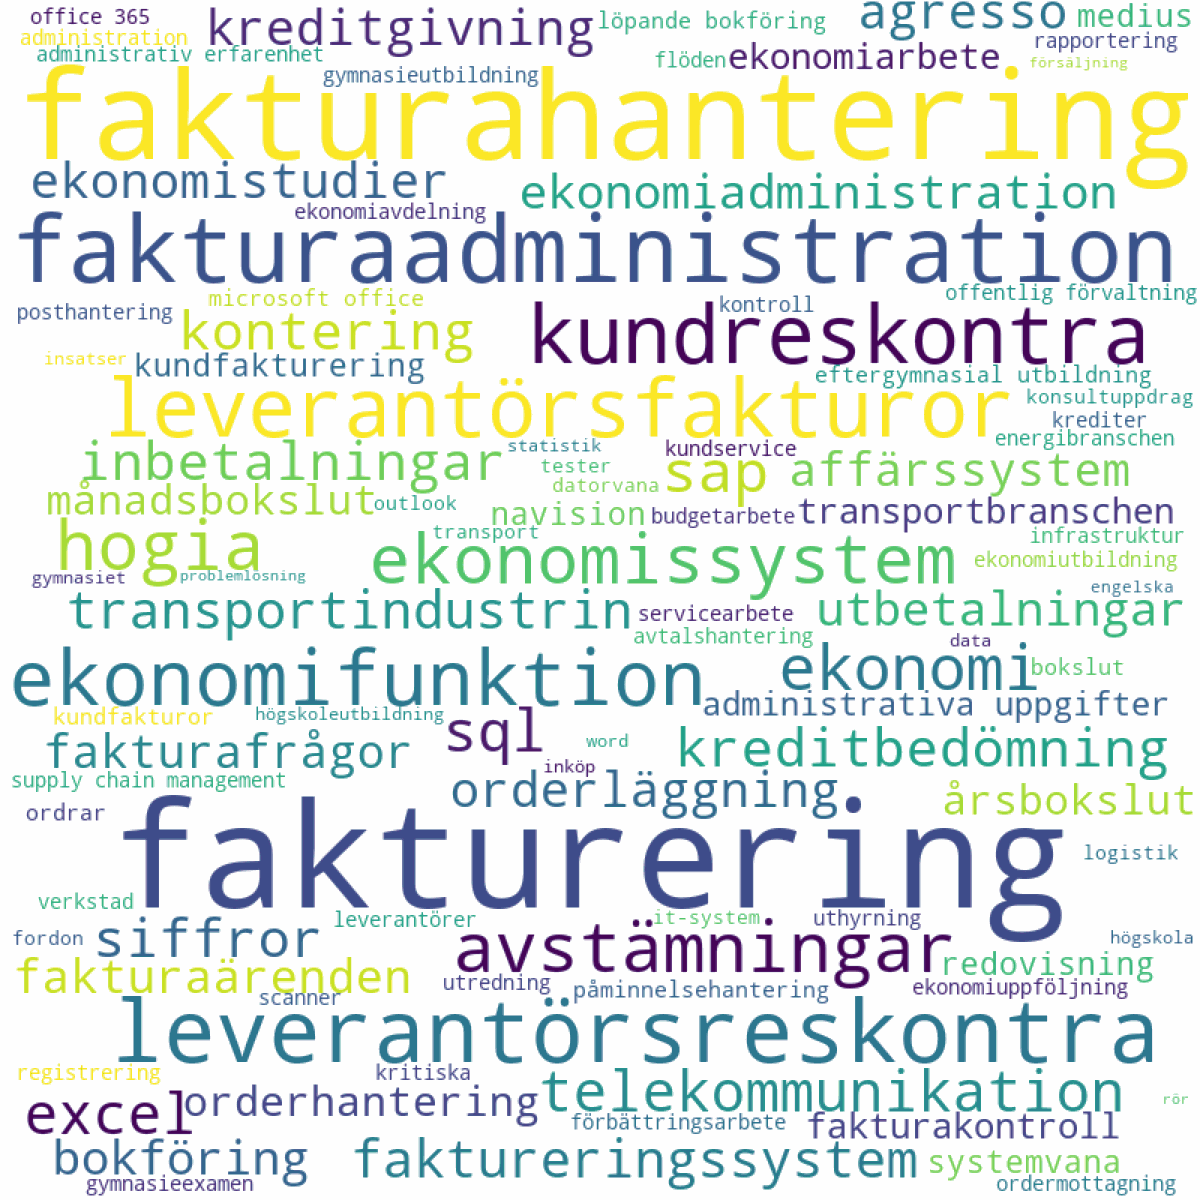 office 365
kreditgivning
löpande bokföring
agresso
medius
administration
rapportering
administrativ erfarenhet
flöden
ekonomiarbete
försäljning
gymnasieutbildning
fakturahantering
ekonomistudier
ekonomiadministration
ekonomiavdelning
fakturaadministration
microsoft office
offentlig förvaltning
posthantering
kontroll
kontering
kundreskontra
insatser
kundfakturering
eftergymnasial utbildning
leverantörsfakturor
konsultuppdrag
krediter
energibranschen
inbetalningar
statistik
kundservice
tester
sap
affärssystem
datorvana
månadsbokslut
outlook
navision
budgetarbete
transportbranschen
hogia
transport
infrastruktur
ekonomissystem
ekonomiutbildning
gymnasiet
problemlösning
engelska
transportindustrin
servicearbete
utbetalningar
avtalshantering
data
ekonomifunktion
ekonomi
bokslut
administrativa uppgifter
kundfakturor
högskoleutbildning
sql
word
fakturafrågor
kreditbedömning
inköp
supply chain management
orderläggning
årsbokslut
ordrar
fakturering
logistik
verkstad
leverantörer
it-system
uthyrning
fordon
siffror
avstämningar
högskola
redovisning
fakturaärenden
utredning
påminnelsehantering
ekonomiuppföljning
scanner
leverantörsreskontra
registrering
kritiska
telekommunikation
excel
orderhantering
rör
förbättringsarbete
fakturakontroll
bokföring
faktureringssystem
systemvana
gymnasieexamen
ordermottagning